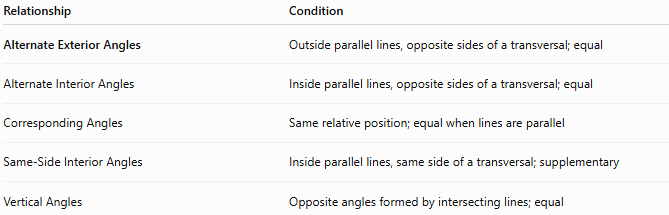 Relationship Condition
Alternate Exterior Angles Outside parallel lines, opposite sides of a transversal; equal
Alternate Interior Angles Inside parallel lines, opposite sides of a transversal; equal
Corresponding Angles Same relative position; equal when lines are parallel
Same-Side Interior Angles Inside parallel lines, same side of a transversal; supplementary
Vertical Angles Opposite angles formed by intersecting lines; equal